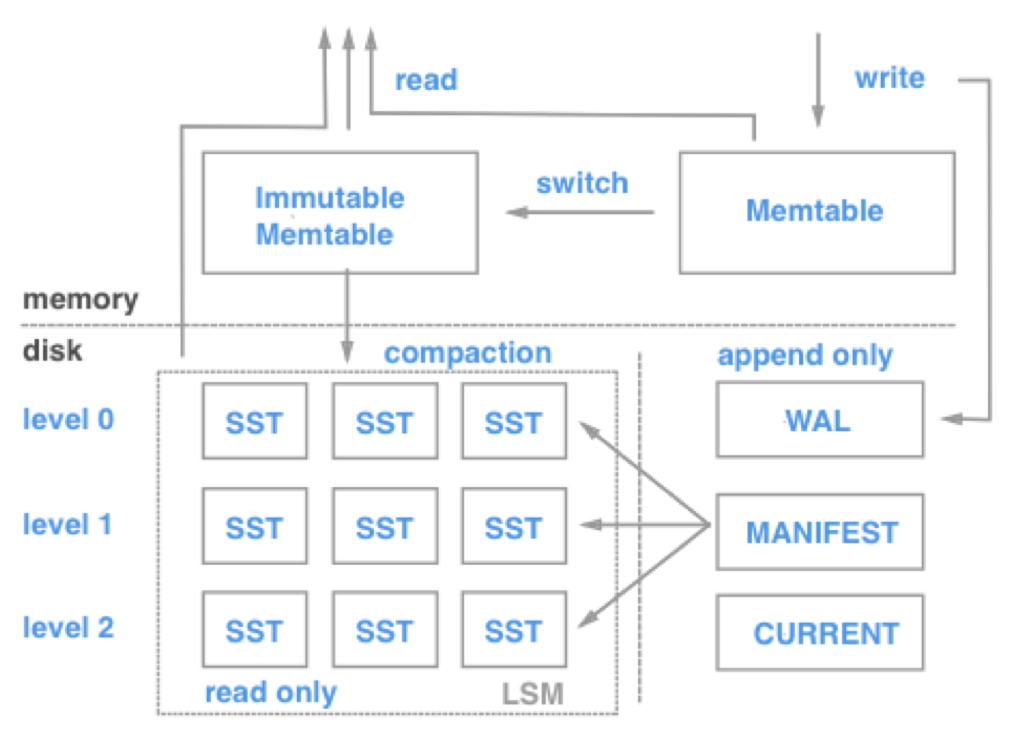 read
write
Immutable
Memtable
switch
Memtable
memory
disk
compaction
append only
level 0
SST
SST
SST
WAL
level 1
SST
SST
SST
MANIFEST
level 2
SST
SST
SST
CURRENT
read only
LSM